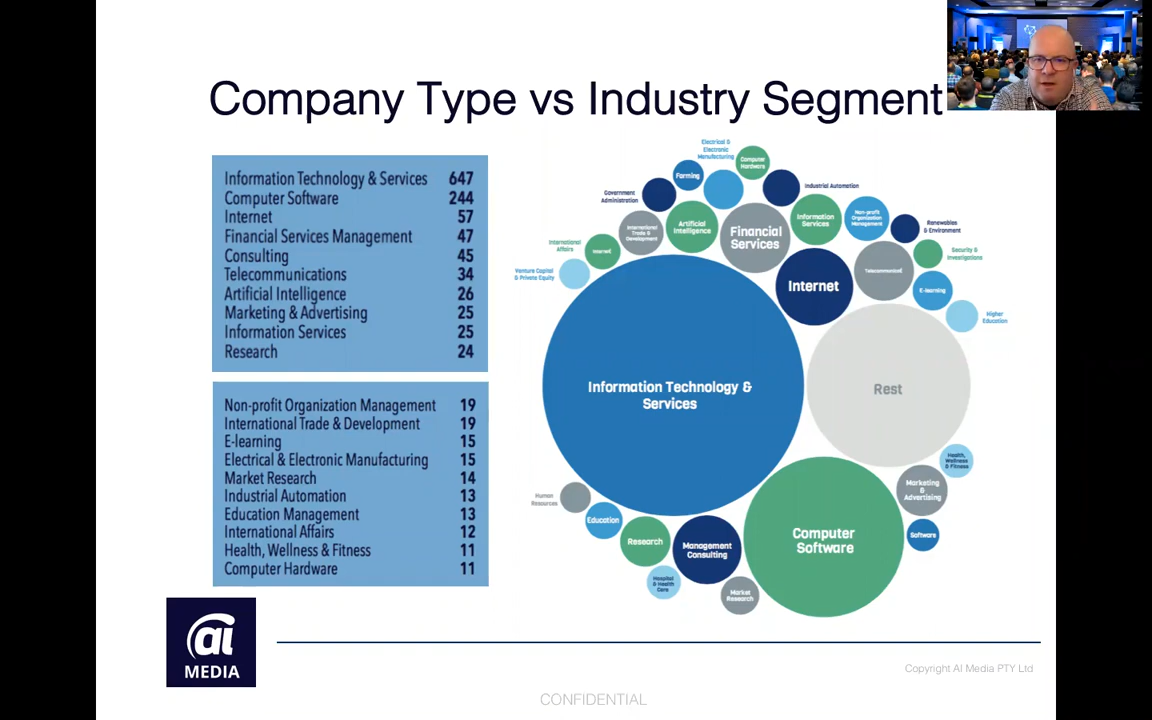 Company Type vs Industry Segment
Information Technology & Services 647
Computer Software 244
Internet 57
Financial Services Management 47
Consulting 45
Telecommunications 34
Artificial Intelligence 26
Marketing & Advertising 25
Information Services 25
Research 24
Non-profit Organization Management 19
International Trade & Development 19
E-learning 15
Electrical & Electronic Manufacturing 15
Market Research 14
Industrial Automation 13
Education Management 13
International Affairs 12
Health, Wellness & Fitness 11
Computer Hardware 11
Electrical &
Electronic
Manufacturing
Computer
Hardware
Farming
Industrial Automation
Government
Administration
International
Trade &
Development
Artificial
Intelligence
Financial
Services
Information
Services
Non-profit
Organization
Management
Renewables
& Environment
International
Affairs
Internet
Security &
Investigations
Venture Capital
& Private Equity
Internet
Telecommunicatio
E-learning
Higher
Education
Information Technology &
Services
Rest
Health,
Wellness
& Fitness
Marketing
&
Advertising
Human
Resources
Education
Research
Management
Consulting
Computer
Software
Software
Hospital
& Health
Care
Market
Research
ai
MEDIA
Copyright AI Media PTY Ltd
CONFIDENTIAL